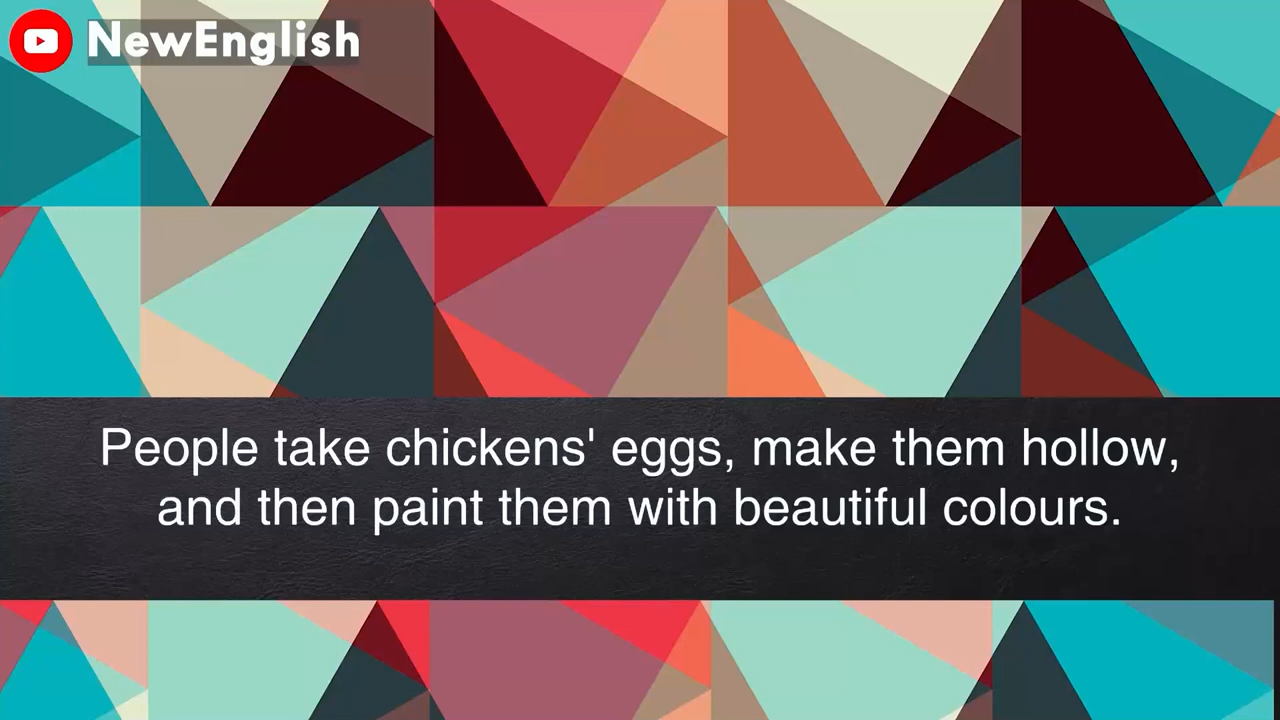 NewEnglish
People take chickens' eggs, make them hollow,
and then paint them with beautiful colours.